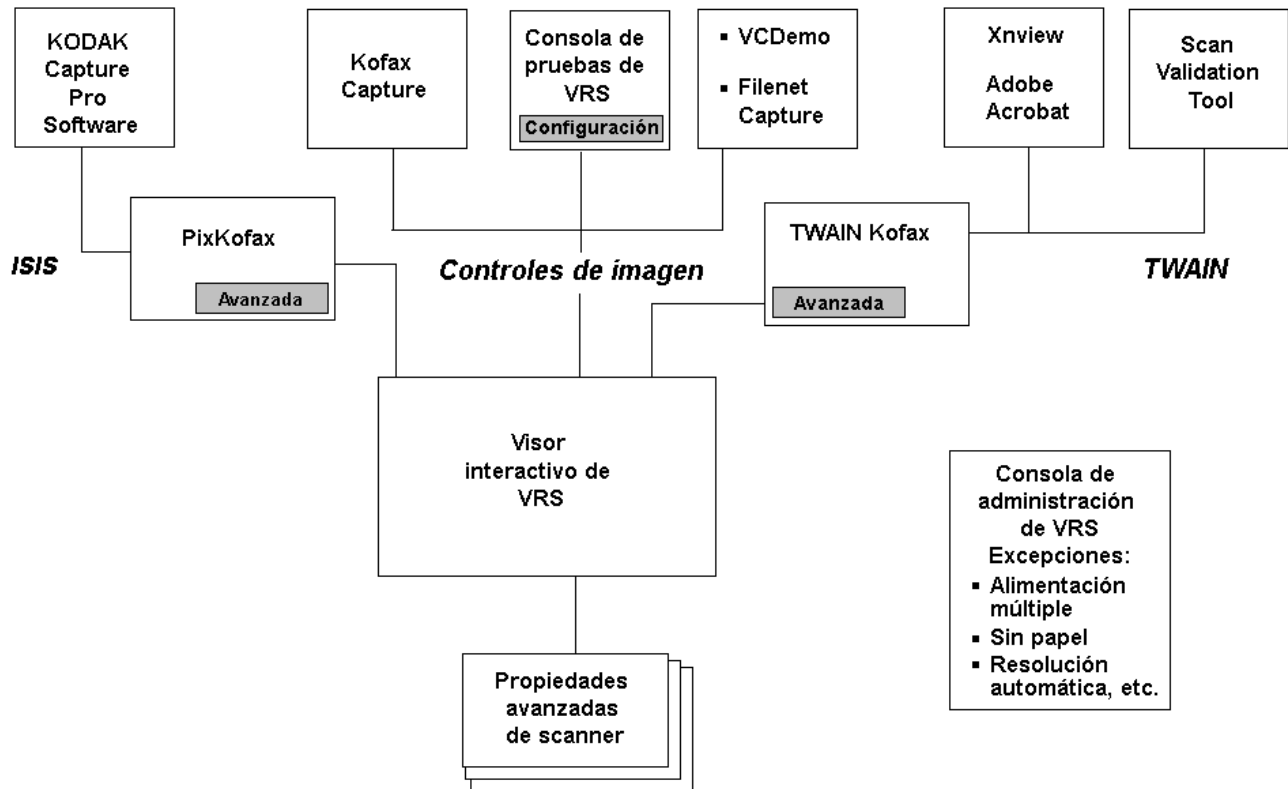 KODAK
Capture
Pro
Software
Kofax
Capture
Consola de
pruebas de
VRS
Configuración
▪ VCDemo
▪ Filenet
Capture
Xnview
Adobe
Acrobat
Scan
Validation
Tool
PixKofax
Avanzada
ISIS
Controles de imagen
TWAIN Kofax
Avanzada
TWAIN
Visor
interactivo de
VRS
Consola de
administración
de VRS
Excepciones:
▪ Alimentación
múltiple
▪ Sin papel
▪ Resolución
automática, etc.
Propiedades
avanzadas
de scanner